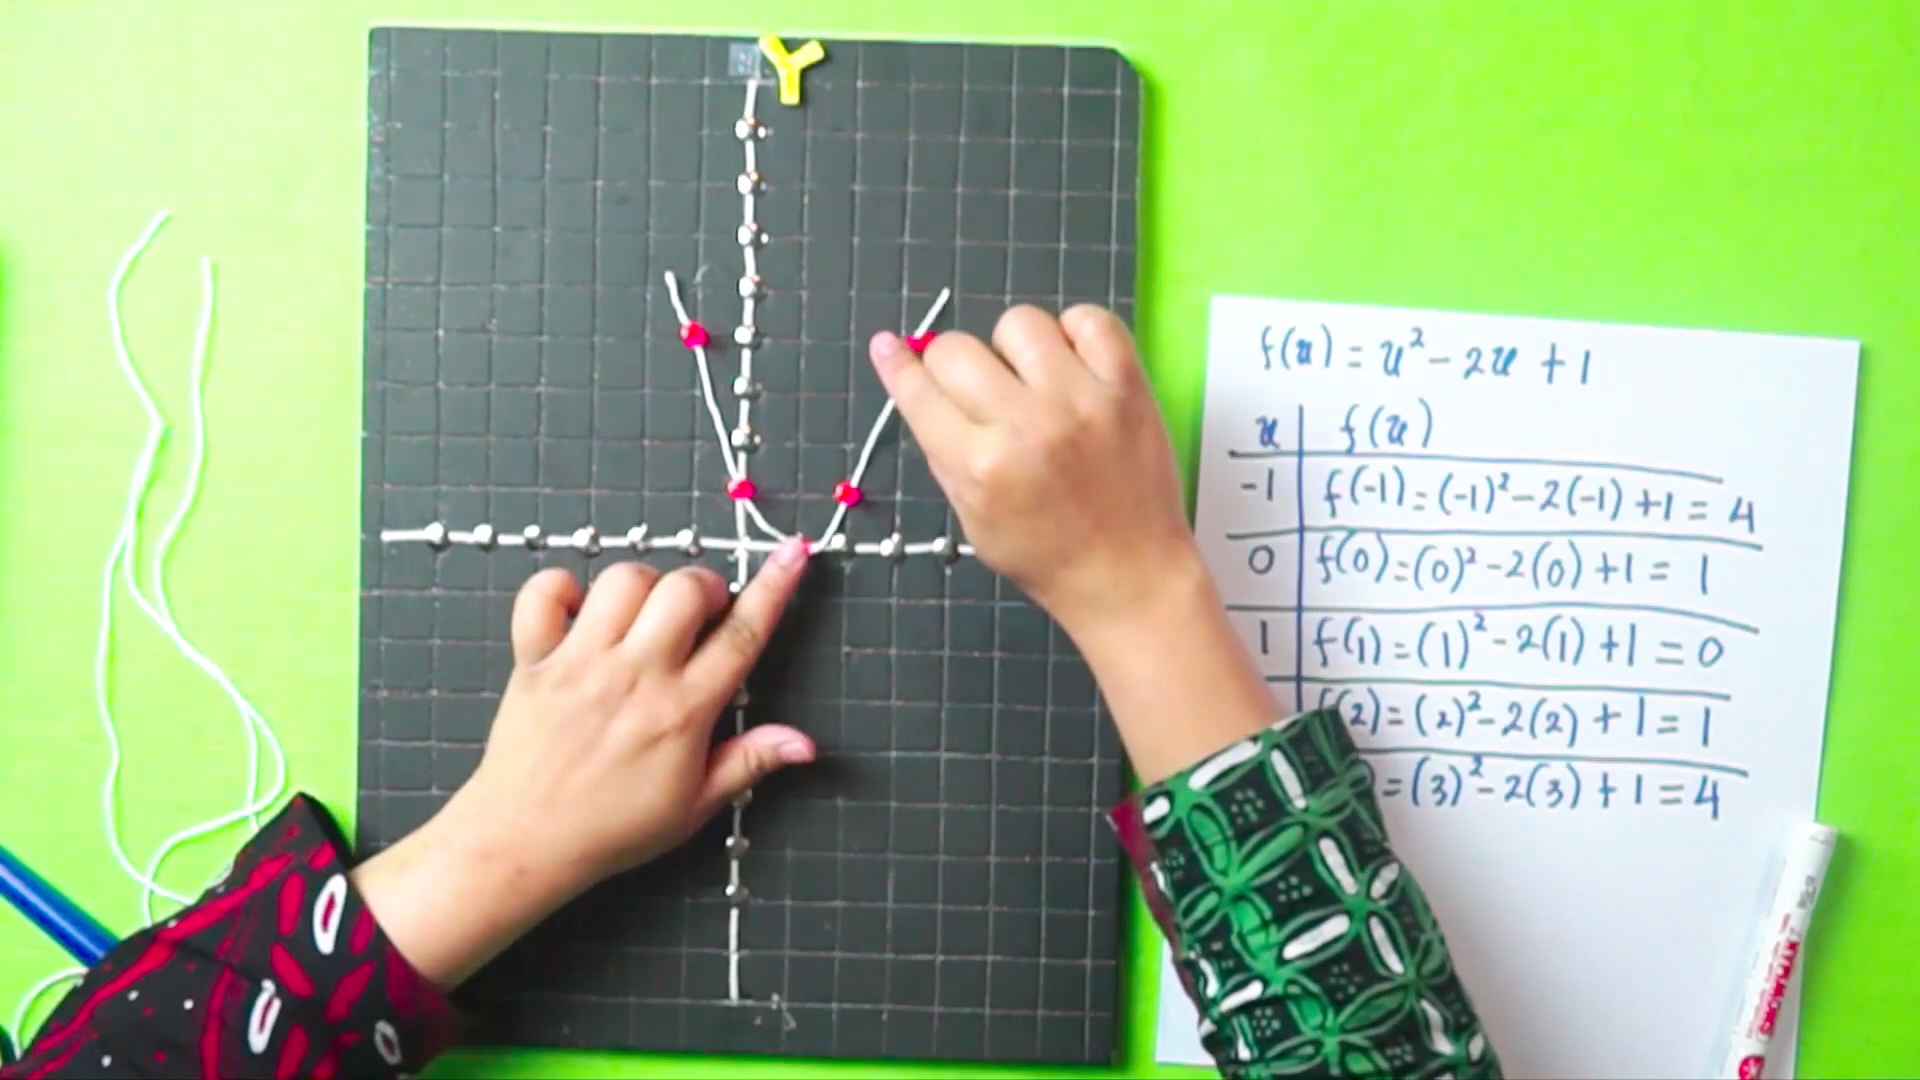 Y
f(x) = x² - 2x + 1
x f(x)
-1 f(-1) = (-1)² - 2(-1) + 1 = 4
0 f(0) = (0)² - 2(0) + 1 = 1
1 f(1) = (1)² - 2(1) + 1 = 0
f(2) = (2)² - 2(2) + 1 = 1
= (3)² - 2(3) + 1 = 4
SNOWMAN